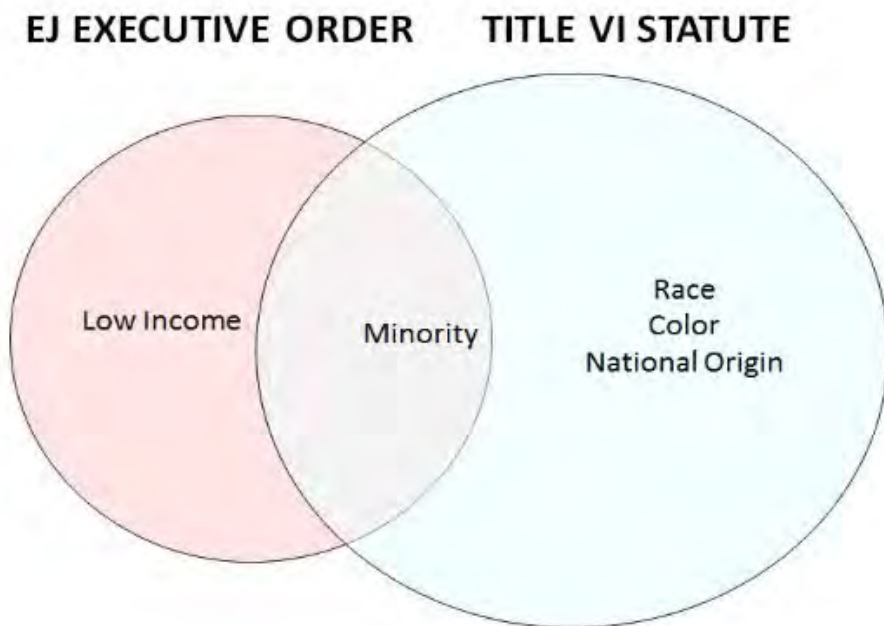 EJ EXECUTIVE ORDER
TITLE VI STATUTE
Low Income
Minority
Race
Color
National Origin